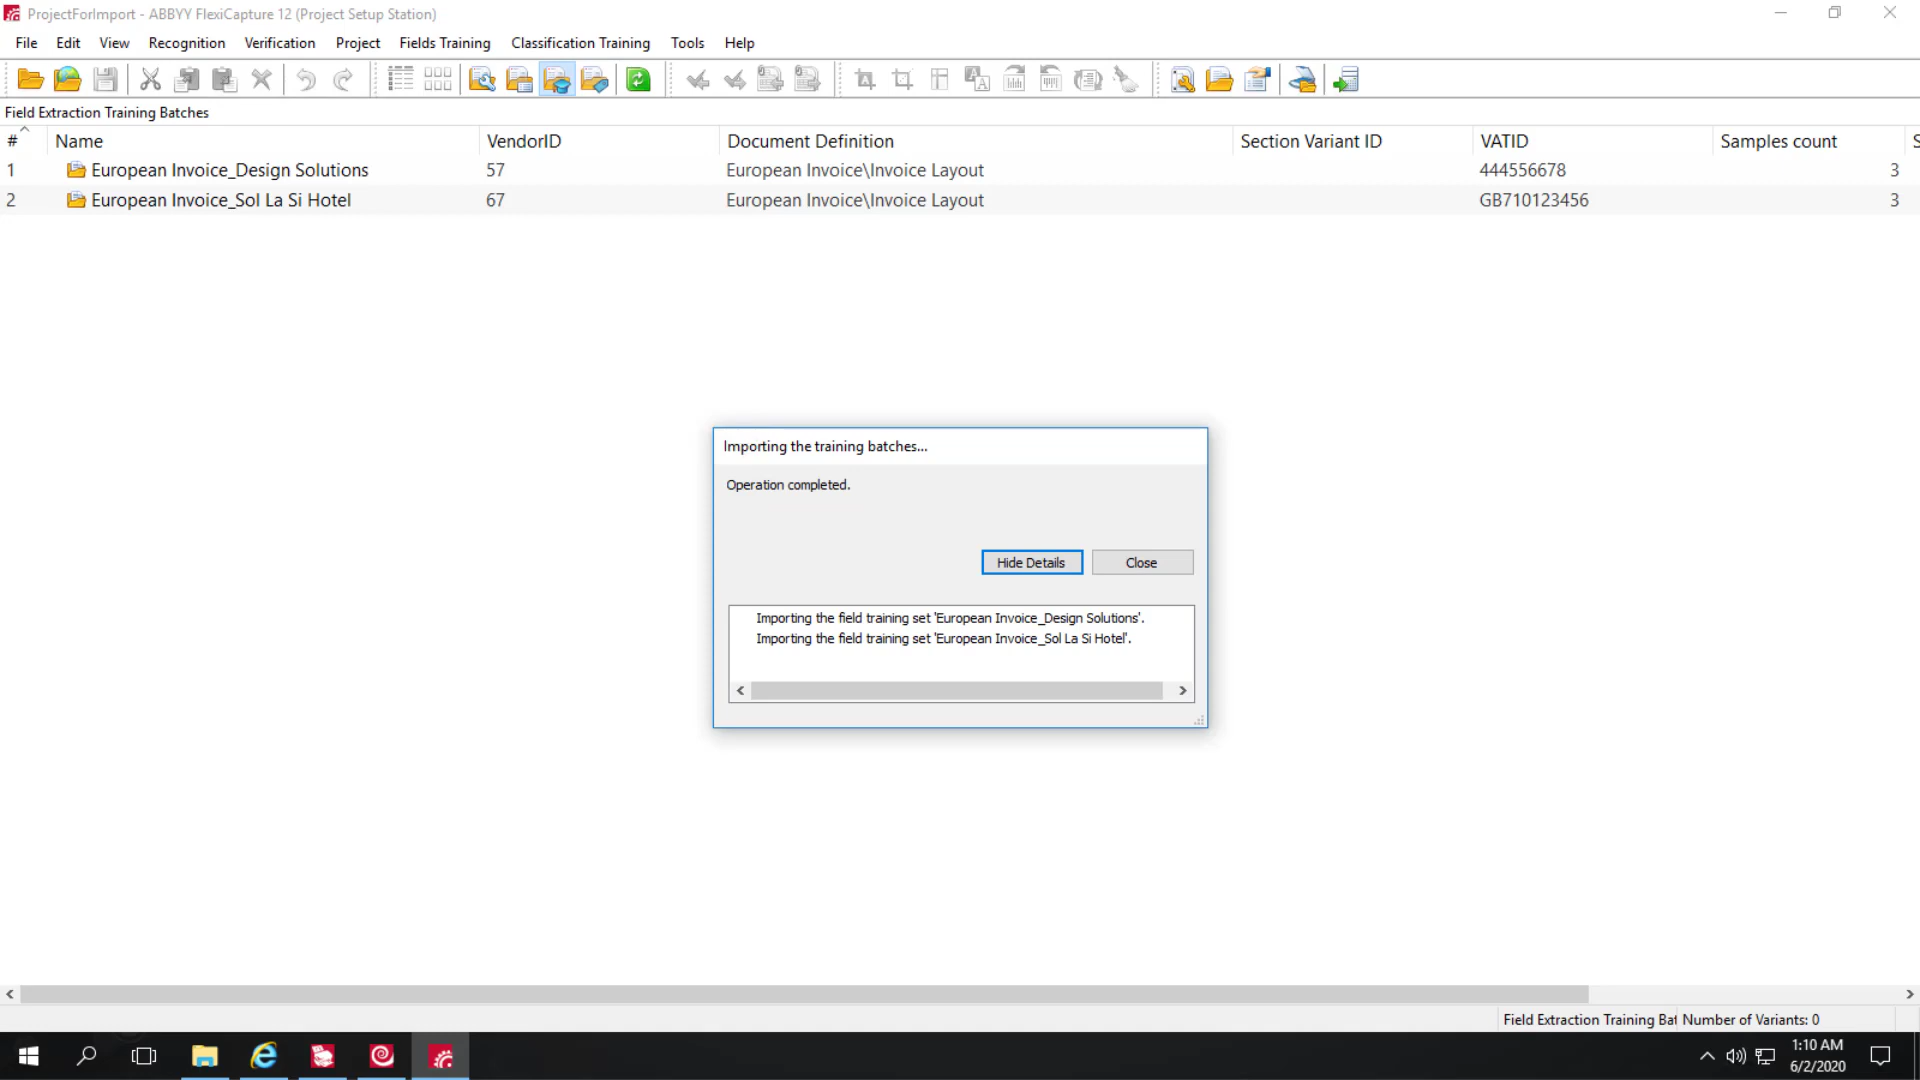 ProjectForImport - ABBYY FlexiCapture 12 (Project Setup Station)
File Edit View Recognition Verification Project Fields Training Classification Training Tools Help
Field Extraction Training Batches
# Name VendorID Document Definition Section Variant ID VATID Samples count S
1 European Invoice_Design Solutions 57 European Invoice\Invoice Layout 444556678 3
2 European Invoice_Sol La Si Hotel 67 European Invoice\Invoice Layout GB710123456 3
Importing the training batches...
Operation completed.
Hide Details Close
Importing the field training set 'European Invoice_Design Solutions'.
Importing the field training set 'European Invoice_Sol La Si Hotel'.
Field Extraction Training Bat Number of Variants: 0
1:10 AM
6/2/2020